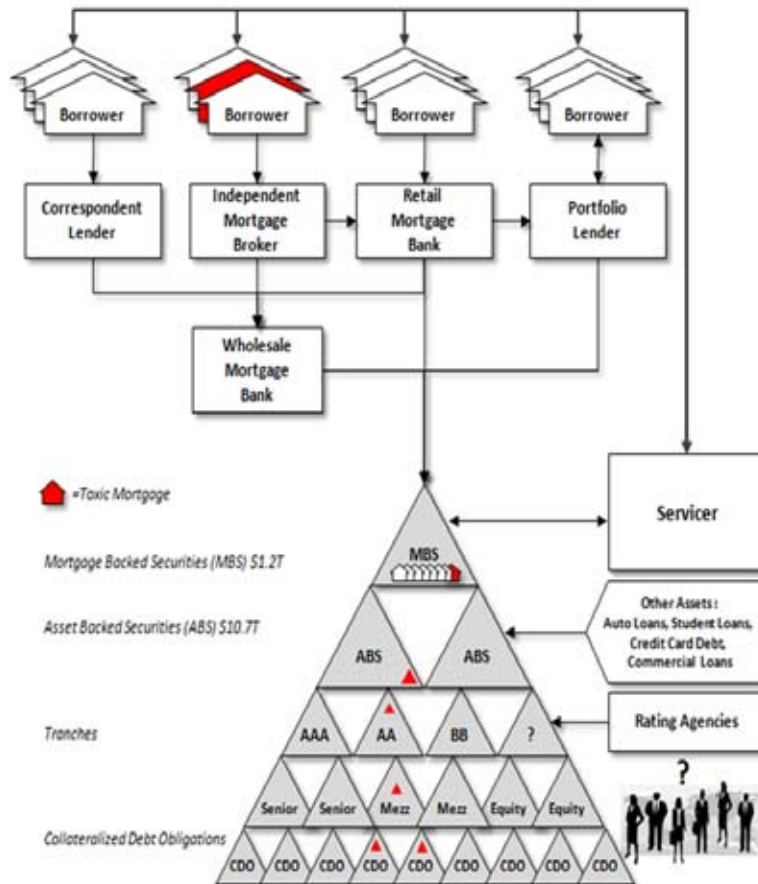 Borrower
Borrower
Borrower
Borrower
Correspondent
Lender
Independent
Mortgage
Broker
Retail
Mortgage
Bank
Portfolio
Lender
Wholesale
Mortgage
Bank
=Toxic Mortgage
Servicer
Mortgage Backed Securities (MBS) $1.2T
MBS
Other Assets :
Auto Loans, Student Loans,
Credit Card Debt,
Commercial Loans
Asset Backed Securities (ABS) $10.7T
ABS
ABS
Tranches
AAA
AA
BB
?
Rating Agencies
?
Senior
Senior
Mezz
Mezz
Equity
Equity
Collateralized Debt Obligations
CDO
CDO
CDO
CDO
CDO
CDO
CDO
CDO
CDO